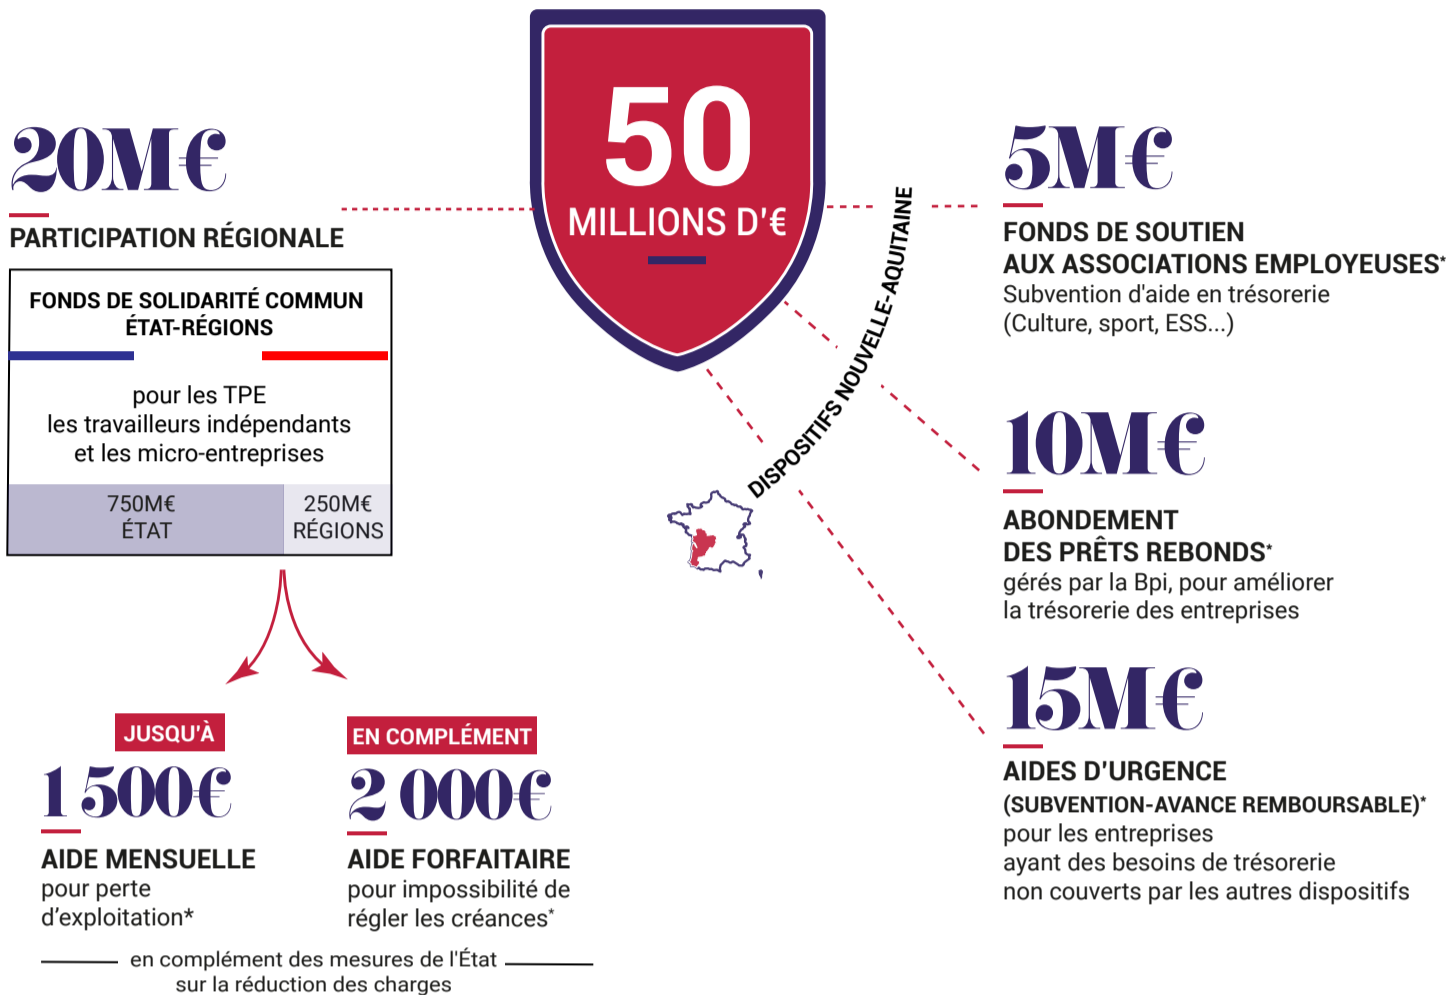 50
MILLIONS D'€
20M€
PARTICIPATION RÉGIONALE
FONDS DE SOLIDARITÉ COMMUN
ÉTAT-RÉGIONS
pour les TPE
les travailleurs indépendants
et les micro-entreprises
750M€
ÉTAT
250M€
RÉGIONS
JUSQU'À
1 500€
AIDE MENSUELLE
pour perte
d'exploitation*
EN COMPLÉMENT
2 000€
AIDE FORFAITAIRE
pour impossibilité de
régler les créances*
en complément des mesures de l'État
sur la réduction des charges
DISPOSITIFS NOUVELLE-AQUITAINE
5M€
FONDS DE SOUTIEN
AUX ASSOCIATIONS EMPLOYEUSES*
Subvention d'aide en trésorerie
(Culture, sport, ESS...)
10M€
ABONDEMENT
DES PRÊTS REBONDS*
gérés par la Bpi, pour améliorer
la trésorerie des entreprises
15M€
AIDES D'URGENCE
(SUBVENTION-AVANCE REMBOURSABLE)*
pour les entreprises
ayant des besoins de trésorerie
non couverts par les autres dispositifs